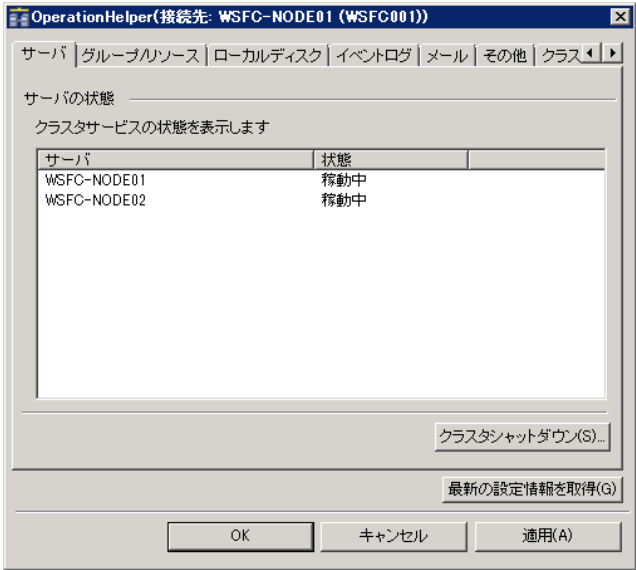 OperationHelper(接続先: WSFC-NODE01 (WSFC001))
サーバ グループ/リソース ローカルディスク イベントログ メール その他 クラス
サーバの状態
クラスタサービスの状態を表示します
サーバ 状態
WSFC-NODE01 稼動中
WSFC-NODE02 稼動中
クラスタシャットダウン(S)...
最新の設定情報を取得(G)
OK キャンセル 適用(A)